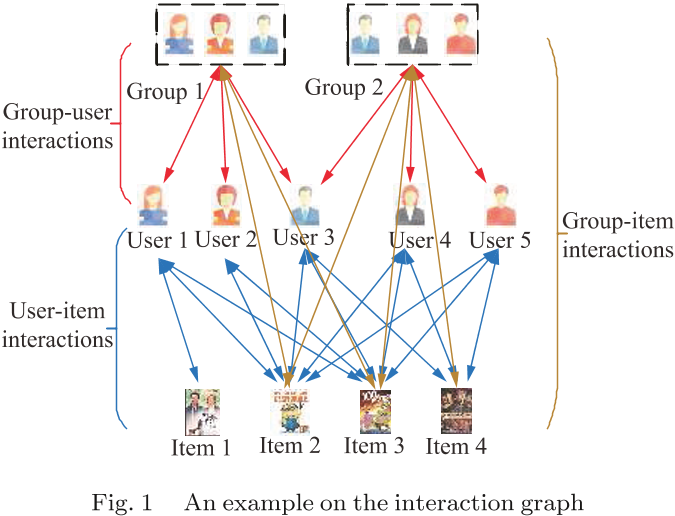 Group 1
Group 2
Group-user
interactions
User 1
User 2
User 3
User 4
User 5
Group-item
interactions
User-item
interactions
Item 1
Item 2
Item 3
Item 4
Fig. 1 An example on the interaction graph